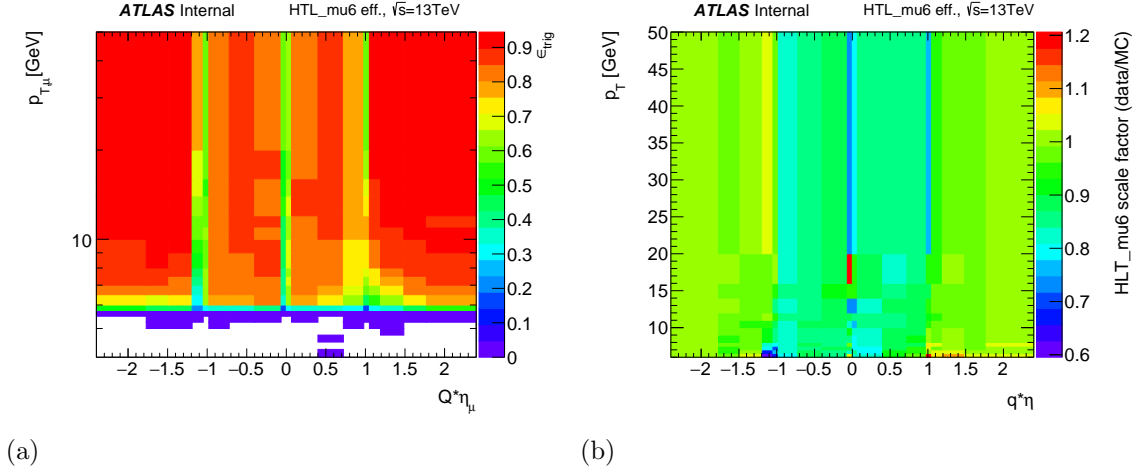 ATLAS Internal
HTL_mu6 eff., √s=13TeV
p_T,μ [GeV]
10
−2 −1.5 −1 −0.5 0 0.5 1 1.5 2
Q*η_μ
0.9
0.8
0.7
0.6
0.5
0.4
0.3
0.2
0.1
0
ϵ_trig
(a)
ATLAS Internal
HTL_mu6 eff., √s=13TeV
p_T [GeV]
50
45
40
35
30
25
20
15
10
−2 −1.5 −1 −0.5 0 0.5 1 1.5 2
q*η
1.2
1.1
1
0.9
0.8
0.7
0.6
HLT_mu6 scale factor (data/MC)
(b)